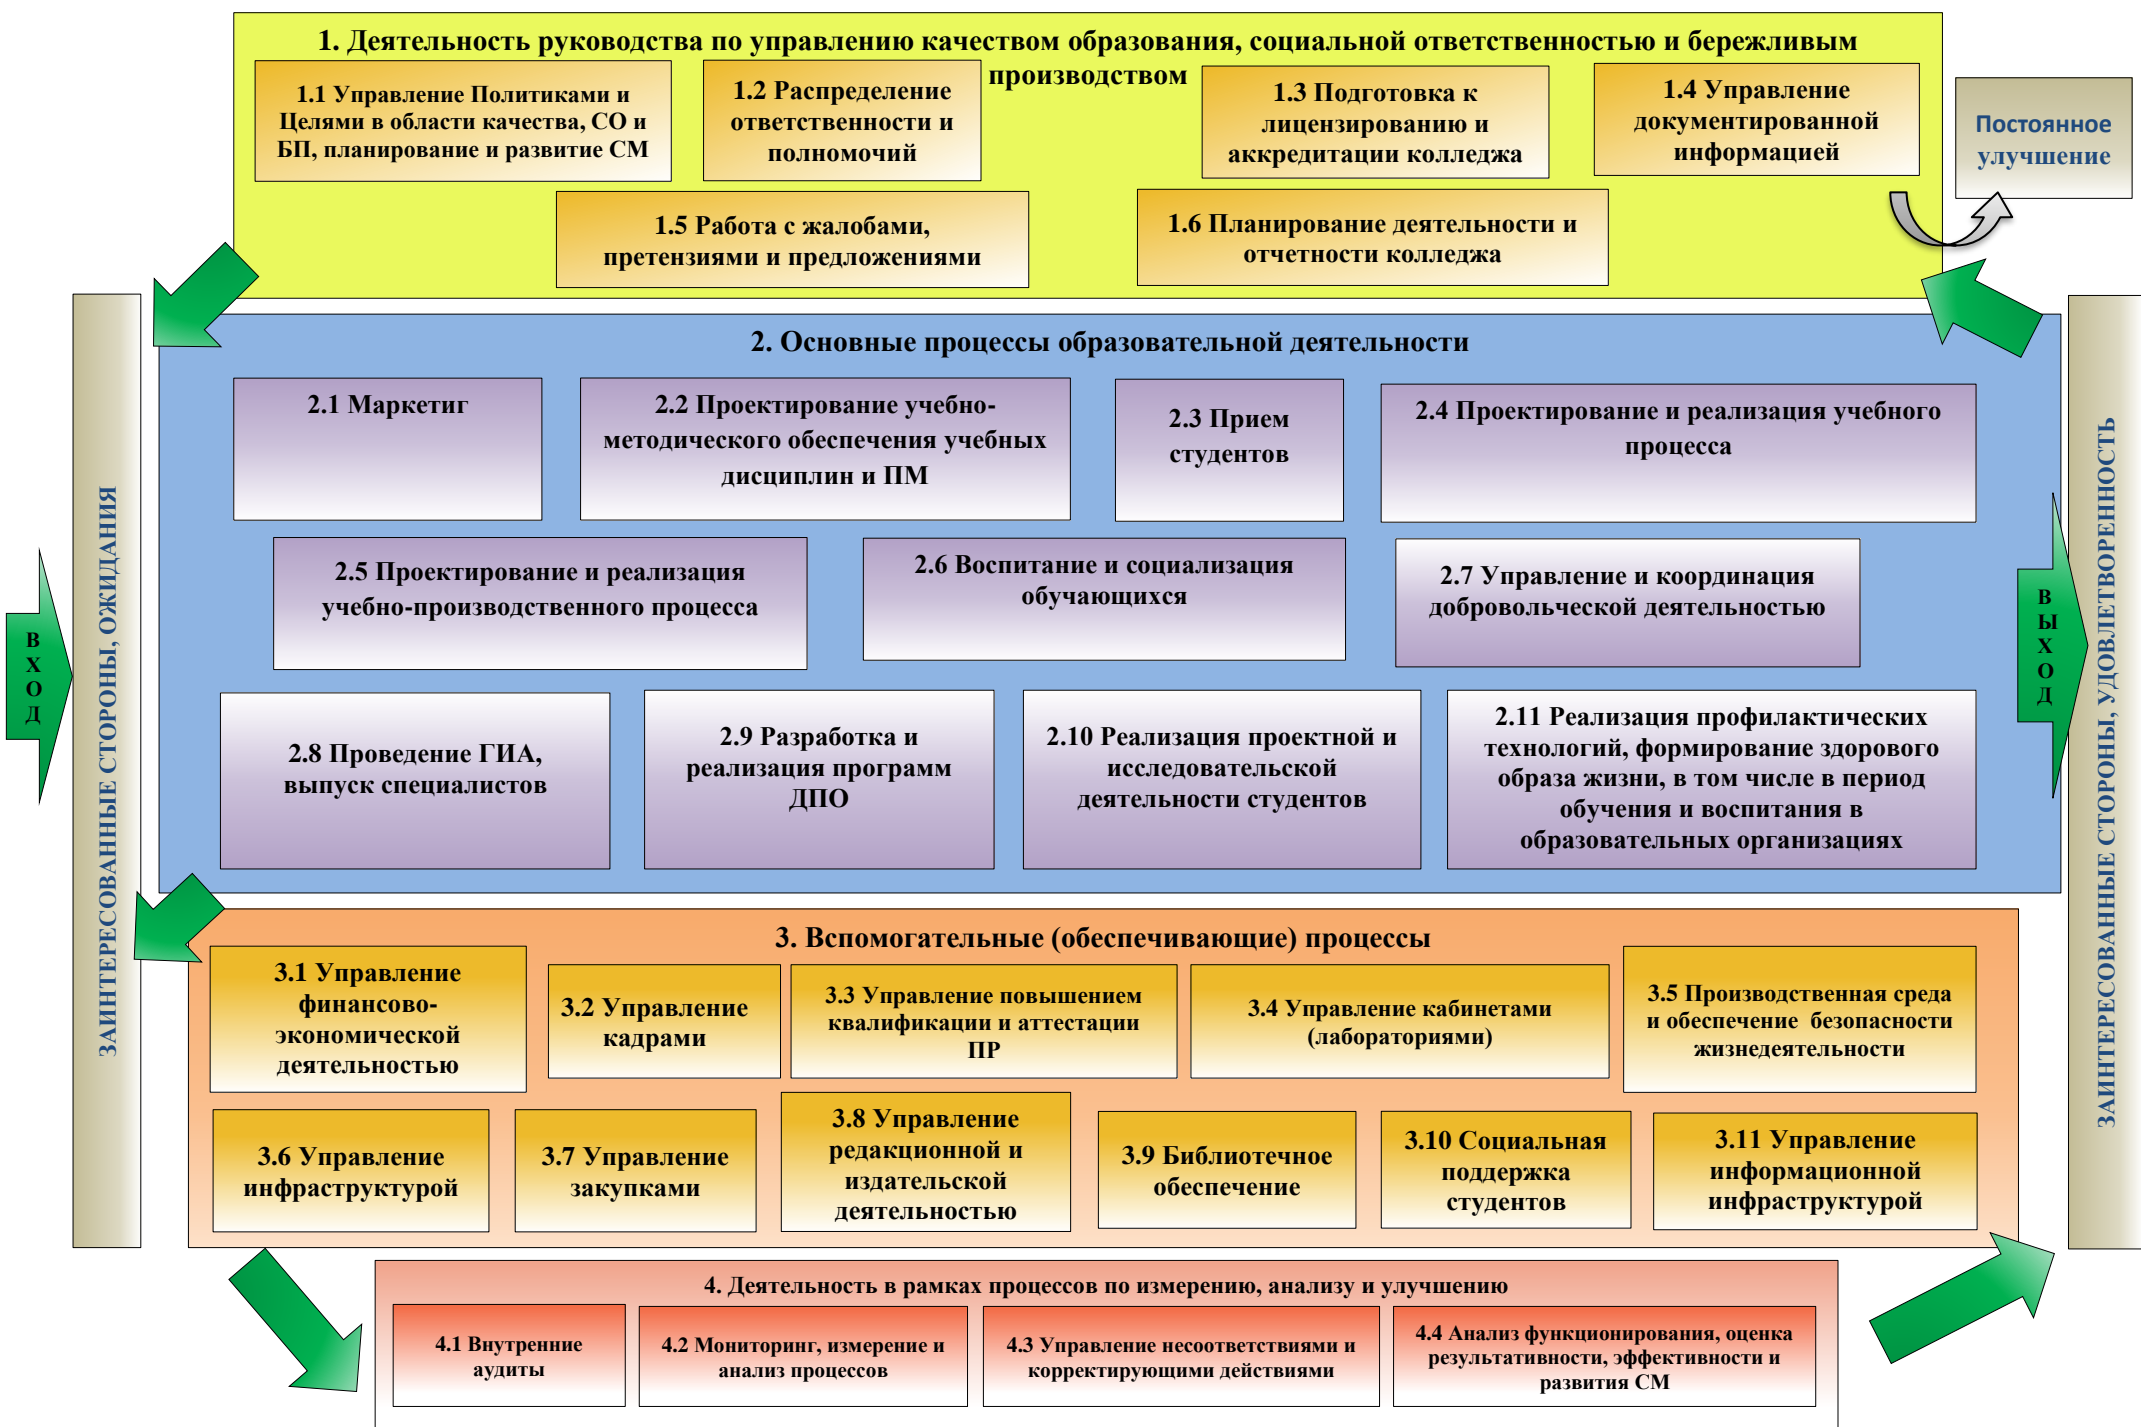 1. Деятельность руководства по управлению качеством образования, социальной ответственностью и бережливым
производством
1.1 Управление Политиками и
Целями в области качества, СО и
БП, планирование и развитие СМ
1.2 Распределение
ответственности и
полномочий
1.3 Подготовка к
лицензированию и
аккредитации колледжа
1.4 Управление
документированной
информацией
Постоянное
улучшение
1.5 Работа с жалобами,
претензиями и предложениями
1.6 Планирование деятельности и
отчетности колледжа
ВХОД
ЗАИНТЕРЕСОВАННЫЕ СТОРОНЫ, ОЖИДАНИЯ
2. Основные процессы образовательной деятельности
2.1 Маркетиг
2.2 Проектирование учебно-
методического обеспечения учебных
дисциплин и ПМ
2.3 Прием
студентов
2.4 Проектирование и реализация учебного
процесса
2.5 Проектирование и реализация
учебно-производственного процесса
2.6 Воспитание и социализация
обучающихся
2.7 Управление и координация
добровольческой деятельностью
2.8 Проведение ГИА,
выпуск специалистов
2.9 Разработка и
реализация программ
ДПО
2.10 Реализация проектной и
исследовательской
деятельности студентов
2.11 Реализация профилактических
технологий, формирование здорового
образа жизни, в том числе в период
обучения и воспитания в
образовательных организациях
ВЫХОД
ЗАИНТЕРЕСОВАННЫЕ СТОРОНЫ, УДОВЛЕТВОРЕННОСТЬ
3. Вспомогательные (обеспечивающие) процессы
3.1 Управление
финансово-
экономической
деятельностью
3.2 Управление
кадрами
3.3 Управление повышением
квалификации и аттестации
ПР
3.4 Управление кабинетами
(лабораториями)
3.5 Производственная среда
и обеспечение безопасности
жизнедеятельности
3.6 Управление
инфраструктурой
3.7 Управление
закупками
3.8 Управление
редакционной и
издательской
деятельностью
3.9 Библиотечное
обеспечение
3.10 Социальная
поддержка
студентов
3.11 Управление
информационной
инфраструктурой
4. Деятельность в рамках процессов по измерению, анализу и улучшению
4.1 Внутренние
аудиты
4.2 Мониторинг, измерение и
анализ процессов
4.3 Управление несоответствиями и
корректирующими действиями
4.4 Анализ функционирования, оценка
результативности, эффективности и
развития СМ